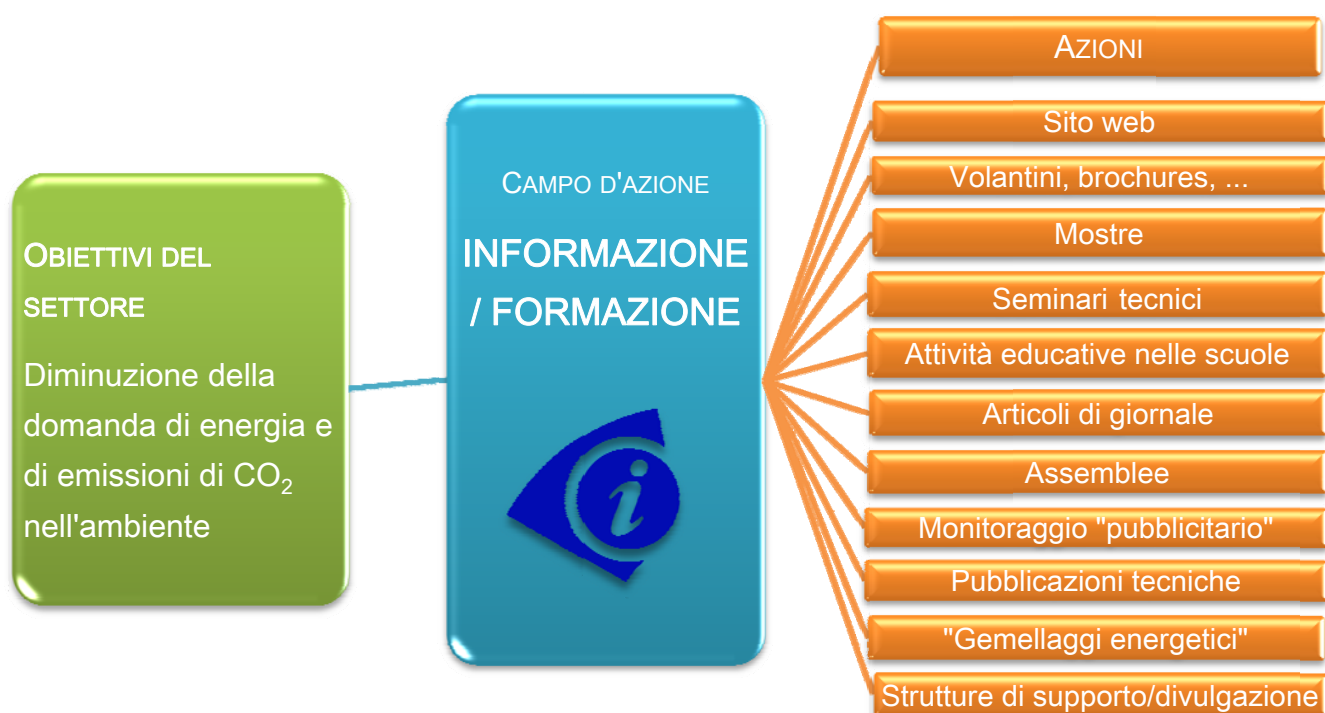 OBIETTIVI DEL
SETTORE
Diminuzione della
domanda di energia e
di emissioni di CO₂
nell'ambiente
CAMPO D'AZIONE
INFORMAZIONE
/ FORMAZIONE
i
AZIONI
Sito web
Volantini, brochures, ...
Mostre
Seminari tecnici
Attività educative nelle scuole
Articoli di giornale
Assemblee
Monitoraggio "pubblicitario"
Pubblicazioni tecniche
"Gemellaggi energetici"
Strutture di supporto/divulgazione